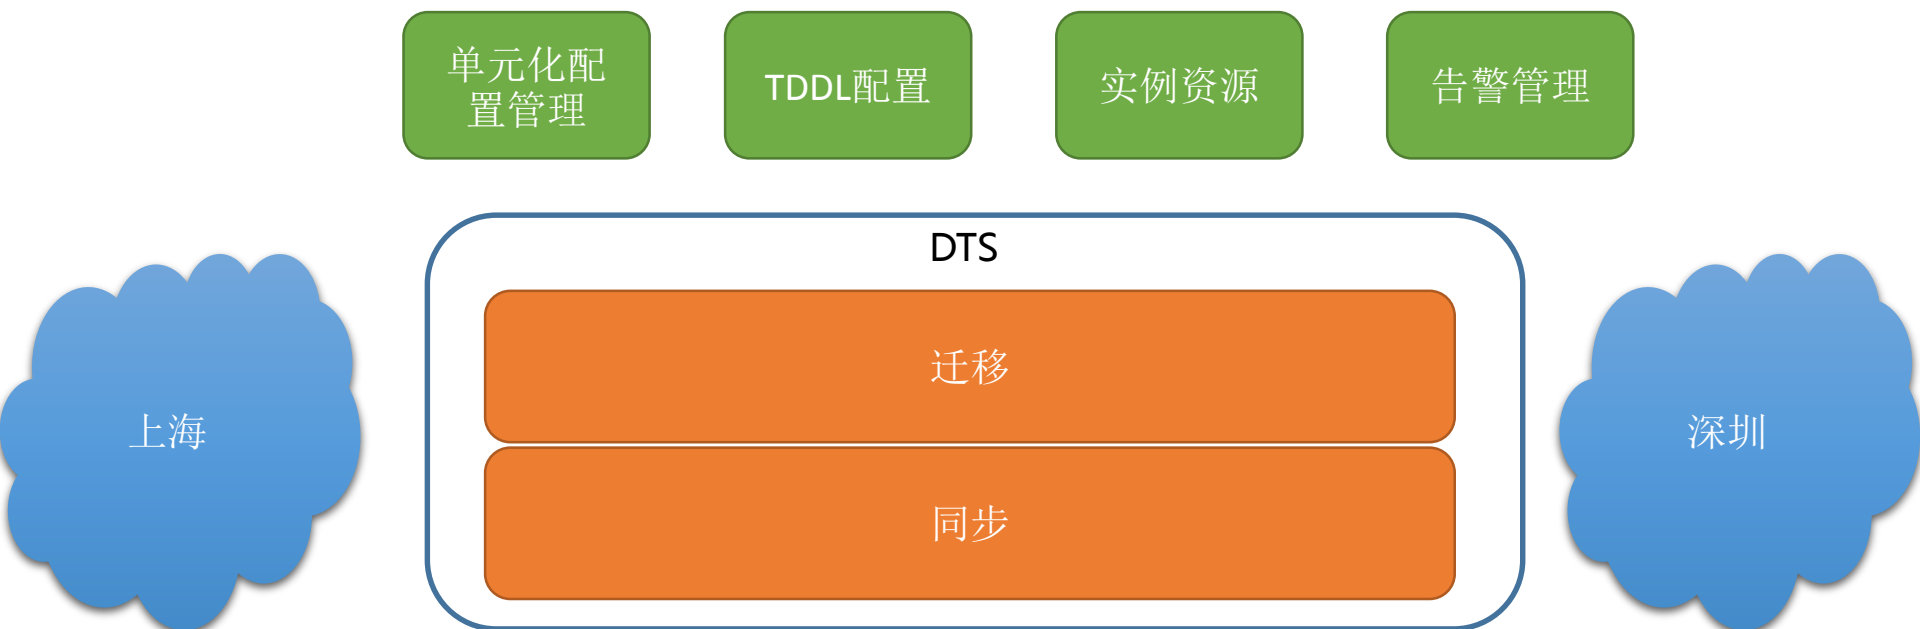 单元化配
置管理
TDDL配置
实例资源
告警管理
DTS
迁移
上海
深圳
同步